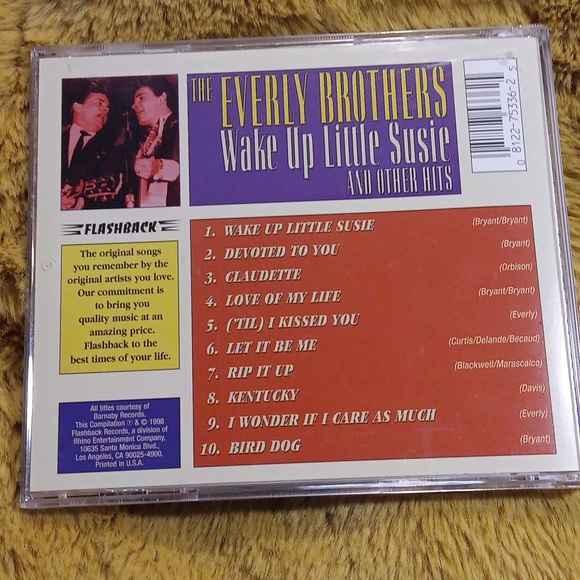 THE EVERLY BROTHERS
Wake Up Little Susie
AND OTHER HITS
0 8122-75336-2 5
FLASHBACK
The original songs
you remember by the
original artists you love.
Our commitment is
to bring you
quality music at an
amazing price.
Flashback to the
best times of your life.
All titles courtesy of
Barnaby Records.
This Compilation ℗ & © 1998
Flashback Records, a division of
Rhino Entertainment Company,
10635 Santa Monica Blvd.,
Los Angeles, CA 90025-4900.
Printed in U.S.A.
1. WAKE UP LITTLE SUSIE (Bryant/Bryant)
2. DEVOTED TO YOU (Bryant)
3. CLAUDETTE (Orbison)
4. LOVE OF MY LIFE (Bryant/Bryant)
5. ('TIL) I KISSED YOU (Everly)
6. LET IT BE ME (Curtis/Delande/Becaud)
7. RIP IT UP (Blackwell/Marascalco)
8. KENTUCKY (Davis)
9. I WONDER IF I CARE AS MUCH (Everly)
10. BIRD DOG (Bryant)